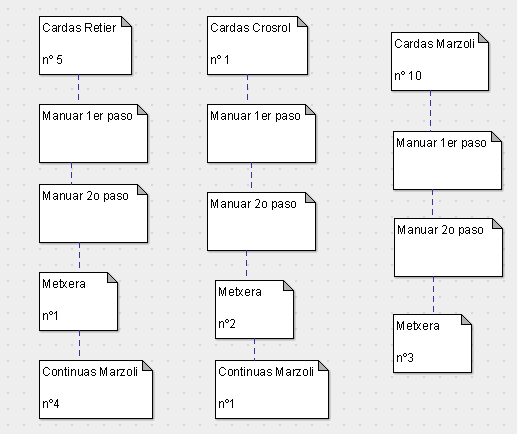 Cardas Retier
nº 5
Manuar 1er paso
Manuar 2o paso
Metxera
nº1
Continuas Marzoli
nº4
Cardas Crosrol
nº 1
Manuar 1er paso
Manuar 2o paso
Metxera
nº2
Continuas Marzoli
nº1
Cardas Marzoli
nº 10
Manuar 1er paso
Manuar 2o paso
Metxera
nº3